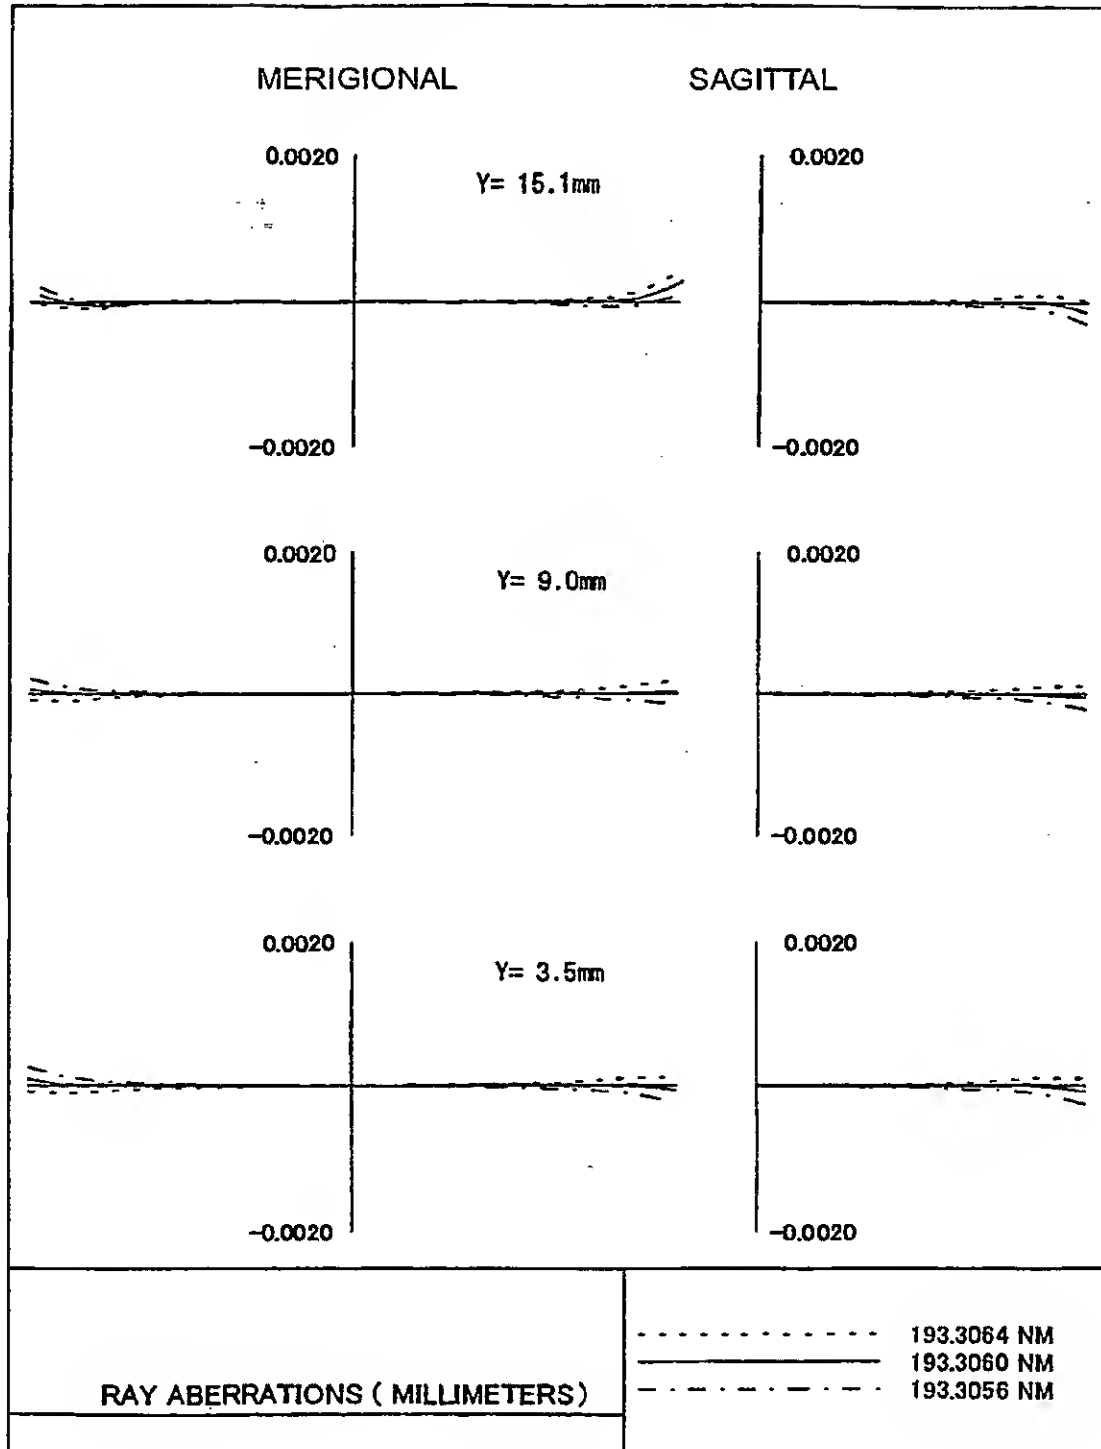 MERIGIONAL SAGITTAL
0.0020 0.0020
Y= 15.1mm
-0.0020 -0.0020
0.0020 0.0020
Y= 9.0mm
-0.0020 -0.0020
0.0020 0.0020
Y= 3.5mm
-0.0020 -0.0020
193.3064 NM
193.3060 NM
193.3056 NM
RAY ABERRATIONS ( MILLIMETERS)